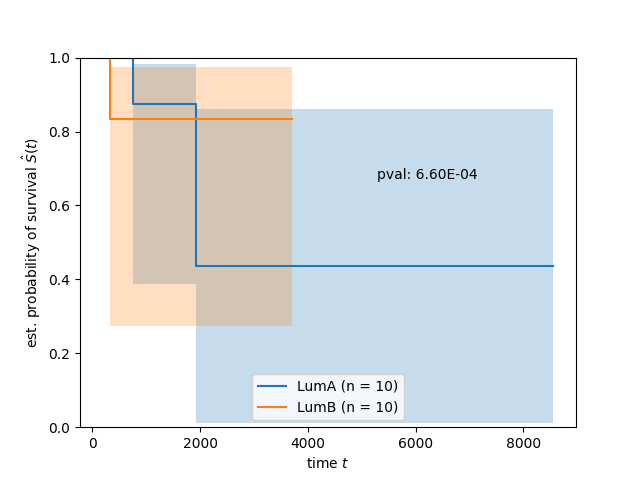 est. probability of survival Ŝ(t)
1.0
0.8
0.6
0.4
0.2
0.0
pval: 6.60E-04
LumA (n = 10)
LumB (n = 10)
0 2000 4000 6000 8000
time t